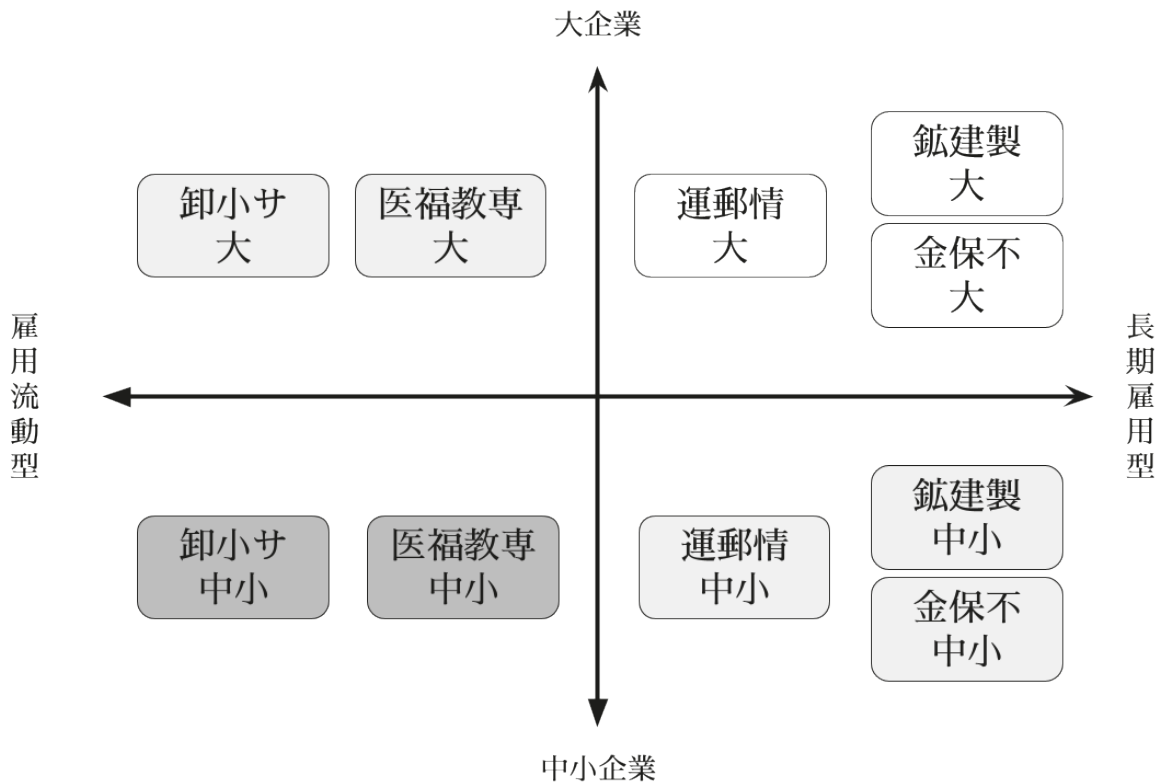 大企業
鉱建製
大
卸小サ
大
医福教専
大
運郵情
大
金保不
大
雇用流動型
長期雇用型
鉱建製
中小
卸小サ
中小
医福教専
中小
運郵情
中小
金保不
中小
中小企業